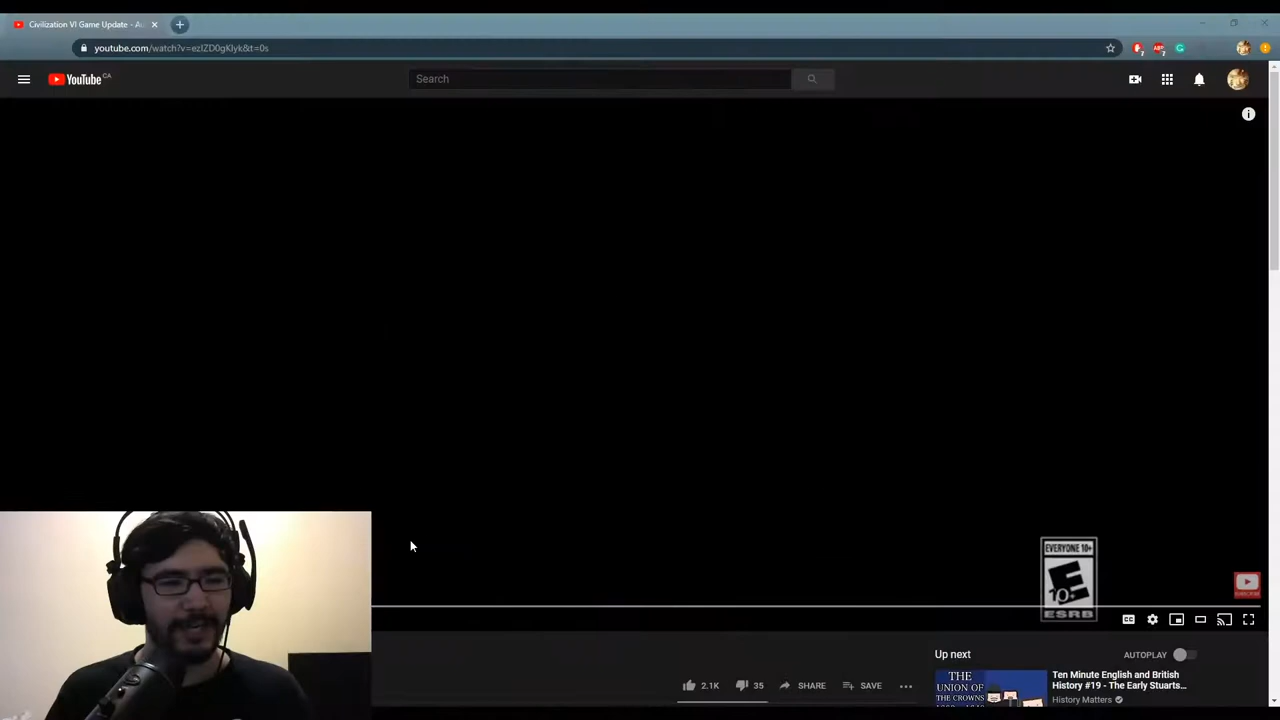 Civilization VI Game Update - Au
youtube.com/watch?v=ezIZD0gKlyk&t=0s
YouTube CA
Search
EVERYONE 10+
E
10+
ESRB
Up next
AUTOPLAY
2.1K
35
SHARE
SAVE
THE
UNION OF
THE CROWNS
Ten Minute English and British
History #19 - The Early Stuarts...
History Matters